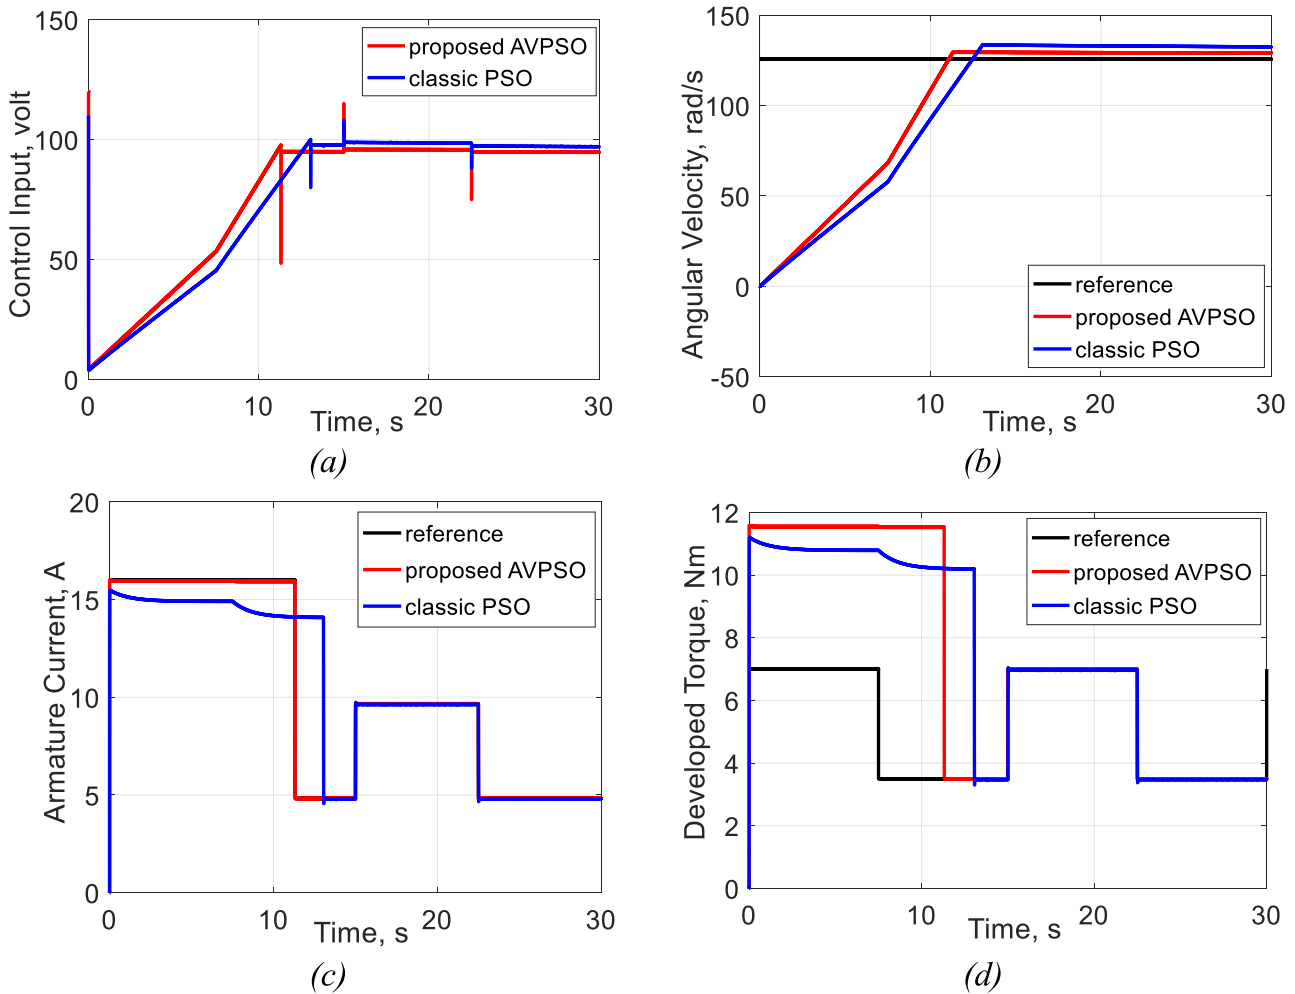 150
100
50
0
Control Input, volt
proposed AVPSO
classic PSO
0
10
20
30
Time, s
(a)
150
100
50
0
-50
Angular Velocity, rad/s
reference
proposed AVPSO
classic PSO
0
10
20
30
Time, s
(b)
20
15
10
5
0
Armature Current, A
reference
proposed AVPSO
classic PSO
0
10
20
30
Time, s
(c)
12
10
8
6
4
2
0
Developed Torque, Nm
reference
proposed AVPSO
classic PSO
0
10
20
30
Time, s
(d)